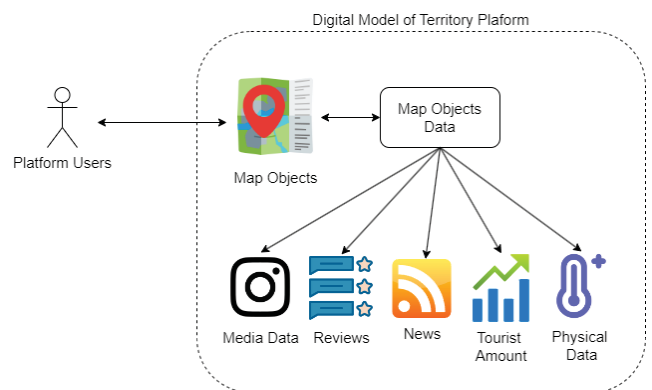 Digital Model of Territory Plaform
Map Objects
Data
Platform Users
Map Objects
Media Data
Reviews
News
Tourist
Amount
Physical
Data